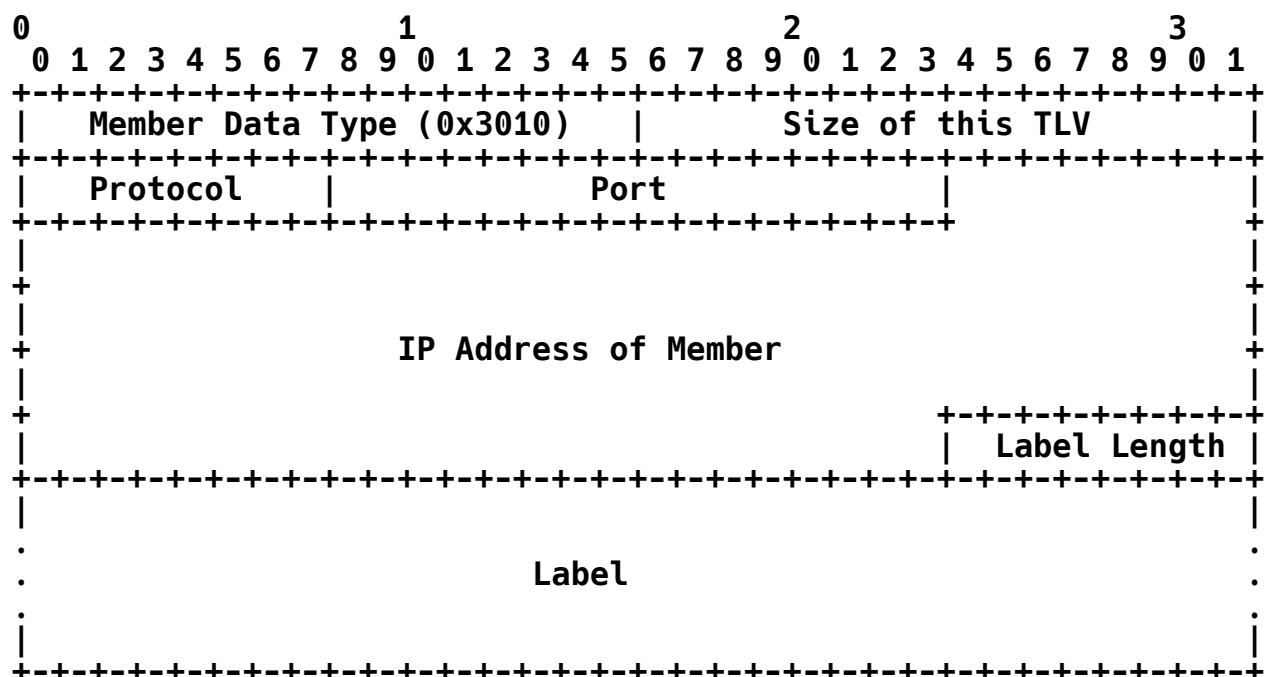 0                   1                   2                   3
 0 1 2 3 4 5 6 7 8 9 0 1 2 3 4 5 6 7 8 9 0 1 2 3 4 5 6 7 8 9 0 1
+-+-+-+-+-+-+-+-+-+-+-+-+-+-+-+-+-+-+-+-+-+-+-+-+-+-+-+-+-+-+-+-+
|   Member Data Type (0x3010)   |       Size of this TLV        |
+-+-+-+-+-+-+-+-+-+-+-+-+-+-+-+-+-+-+-+-+-+-+-+-+-+-+-+-+-+-+-+-+
|   Protocol    |             Port              |               |
+-+-+-+-+-+-+-+-+-+-+-+-+-+-+-+-+-+-+-+-+-+-+-+-+               +
|                                                               |
+                                                               +
|                                                               |
+                   IP Address of Member                        +
|                                                               |
+                                               +-+-+-+-+-+-+-+-+
|                                               |  Label Length |
+-+-+-+-+-+-+-+-+-+-+-+-+-+-+-+-+-+-+-+-+-+-+-+-+-+-+-+-+-+-+-+-+
|                                                               |
.                                                               .
.                          Label                                .
.                                                               .
|                                                               |
+-+-+-+-+-+-+-+-+-+-+-+-+-+-+-+-+-+-+-+-+-+-+-+-+-+-+-+-+-+-+-+-+